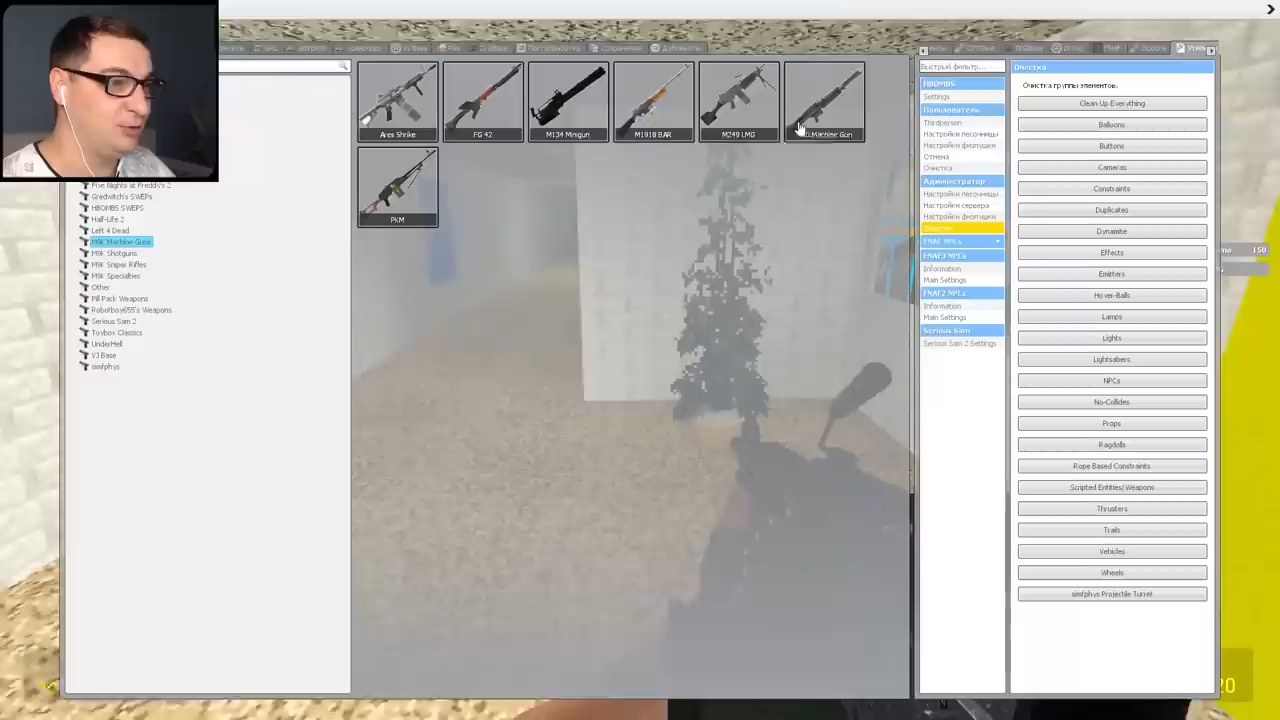 Дубликаты
Быстрый фильтр...
Очистка
Очистка группы элементов.
Ares Shrike
FG 42
M134 Minigun
M1918 BAR
M249 LMG
Machine Gun
PKM
Five Nights at Freddy's 2
Gredwitch's SWEPs
HBOMBS SWEPS
Half-Life 2
Left 4 Dead
M9K Machine Guns
M9K Shotguns
M9K Sniper Rifles
M9K Specialties
Other
Pill Pack Weapons
Robotboy655's Weapons
Serious Sam 2
Toybox Classics
UnderHell
VJ Base
simfphys
HBOMBS
Settings
Пользователь
Thirdperson
Настройки песочницы
Настройки физпушки
Отмена
Очистка
Администратор
Настройки песочницы
Настройки сервера
Настройки физпушки
FNAF NPCs
Information
Main Settings
FNAF2 NPCs
Information
Main Settings
Serious Sam
Serious Sam 2 Settings
Clean Up Everything
Balloons
Buttons
Cameras
Constraints
Duplicates
Dynamite
Effects
Emitters
Hover-Balls
Lamps
Lights
Lightsabers
NPCs
No-Collides
Props
Ragdolls
Rope Based Constraints
Scripted Entities/Weapons
Thrusters
Trails
Vehicles
Wheels
simfphys Projectile Turret
150
20